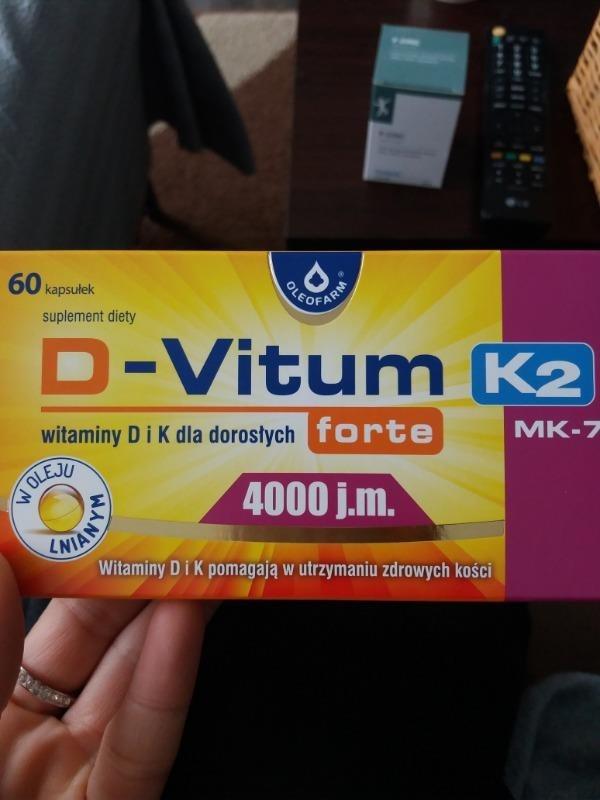 60 kapsułek
suplement diety
OLEOFARM®
D-Vitum K2
forte
MK-7
witaminy D i K dla dorosłych
4000 j.m.
W OLEJU
LNIANYM
Witaminy D i K pomagają w utrzymaniu zdrowych kości
LG